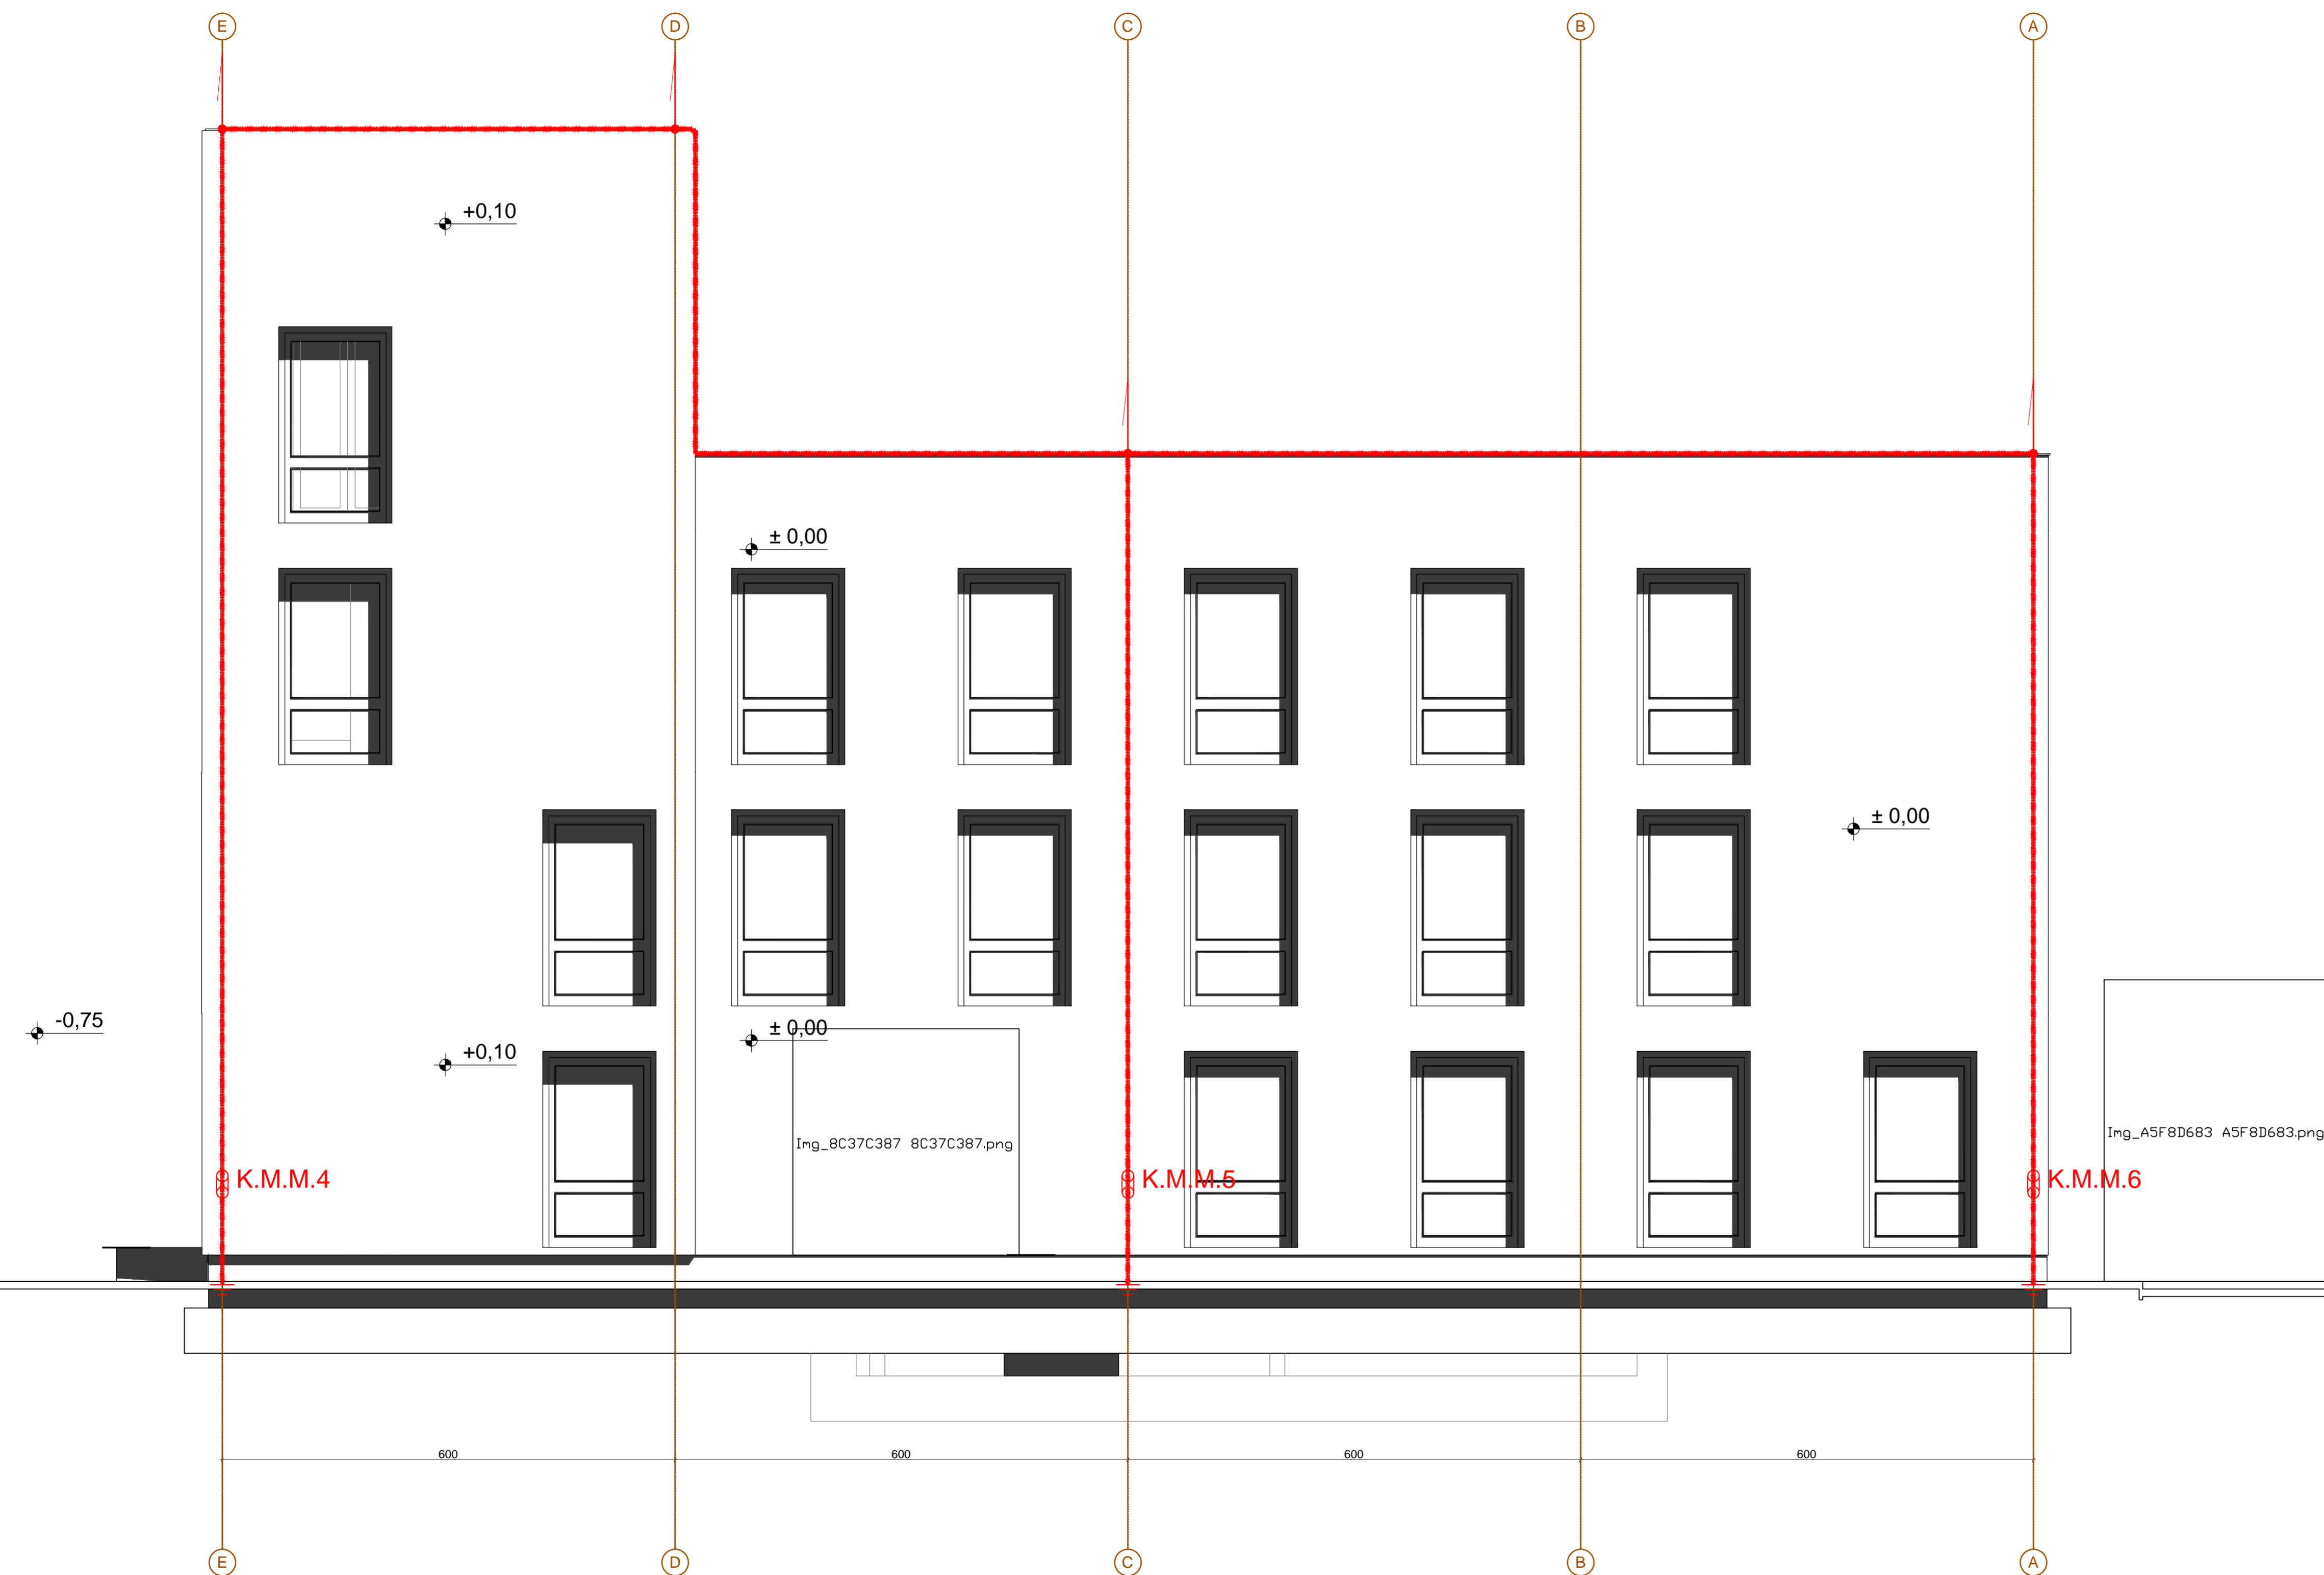 E D C B A
+0,10
± 0,00
± 0,00
-0,75
± 0,00
+0,10
Img_A5F8D683 A5F8D683.png
Img_8C37C387 8C37C387.png
K.M.M.4 K.M.M.5 K.M.M.6
600 600 600 600
E D C B A